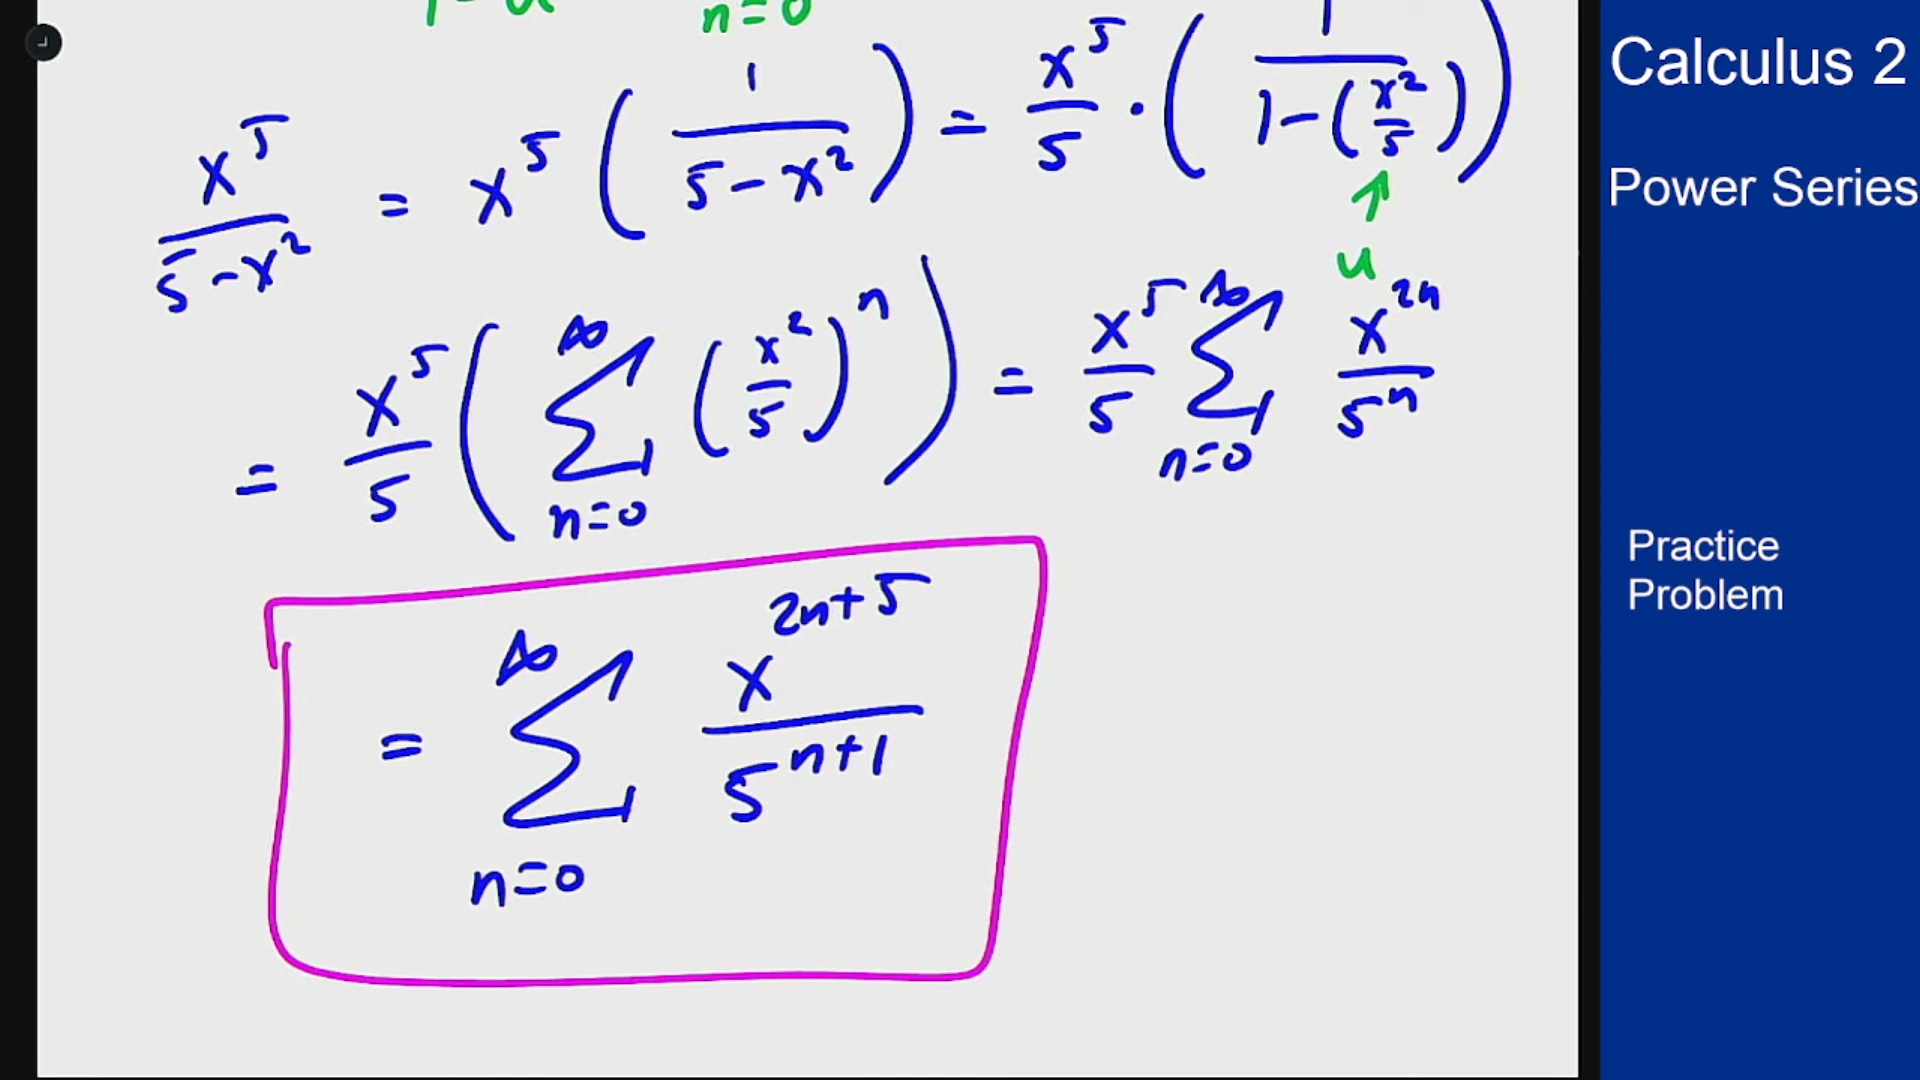 1-u n=0
x^5/(5-x^2) = x^5 (1/(5-x^2)) = x^5/5 · (1/(1-(x^2/5)))
↑
u
= x^5/5 (∞∑n=0 (x^2/5)^n) = x^5/5 ∞∑n=0 x^2n/5^n
= ∞∑n=0 x^(2n+5)/5^(n+1)
Calculus 2
Power Series
Practice
Problem